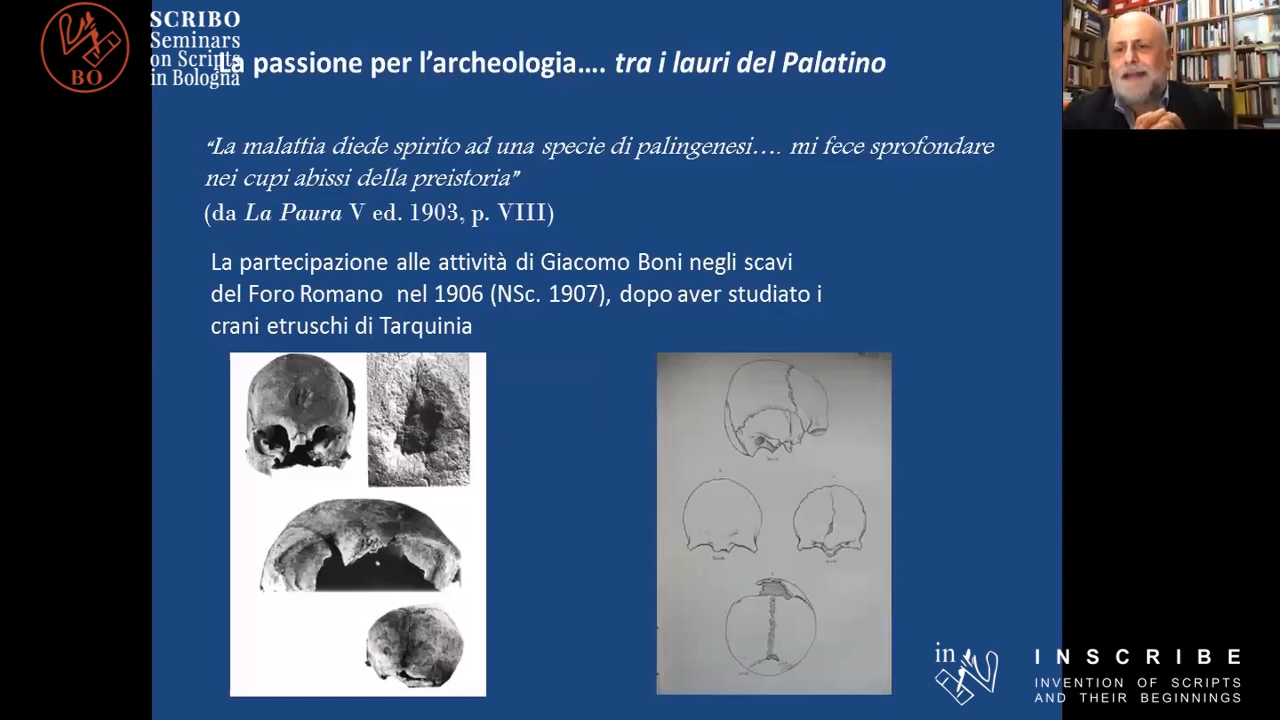 SCRIBO
Seminars
on Scripts
in Bologna
BO
La passione per l'archeologia…. tra i lauri del Palatino
"La malattia diede spirito ad una specie di palingenesi…. mi fece sprofondare
nei cupi abissi della preistoria"
(da La Paura V ed. 1903, p. VIII)
La partecipazione alle attività di Giacomo Boni negli scavi
del Foro Romano nel 1906 (NSc. 1907), dopo aver studiato i
crani etruschi di Tarquinia
in
INSCRIBE
INVENTION OF SCRIPTS
AND THEIR BEGINNINGS